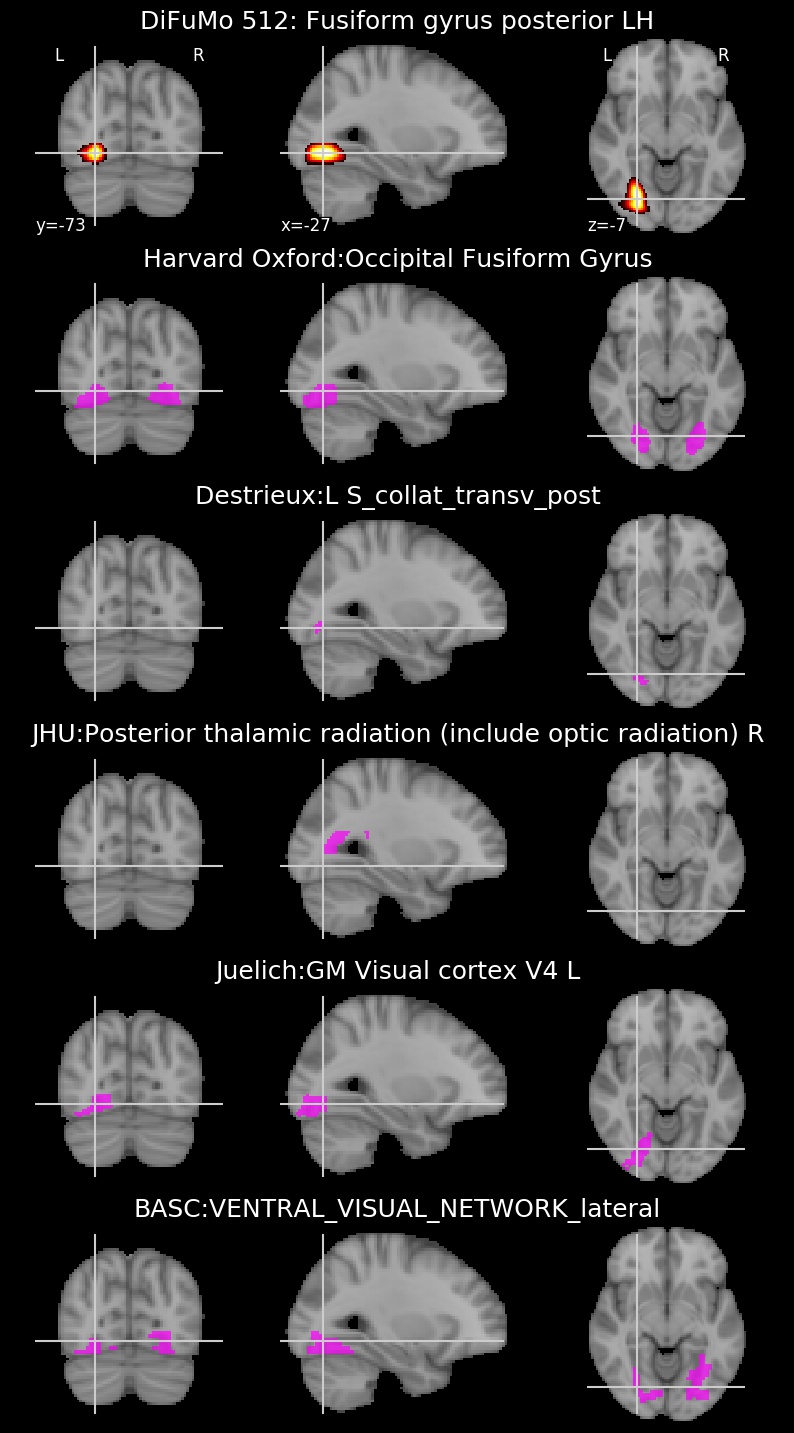 DiFuMo 512: Fusiform gyrus posterior LH
L R L R
y=-73 x=-27 z=-7
Harvard Oxford:Occipital Fusiform Gyrus
Destrieux:L S_collat_transv_post
JHU:Posterior thalamic radiation (include optic radiation) R
Juelich:GM Visual cortex V4 L
BASC:VENTRAL_VISUAL_NETWORK_lateral